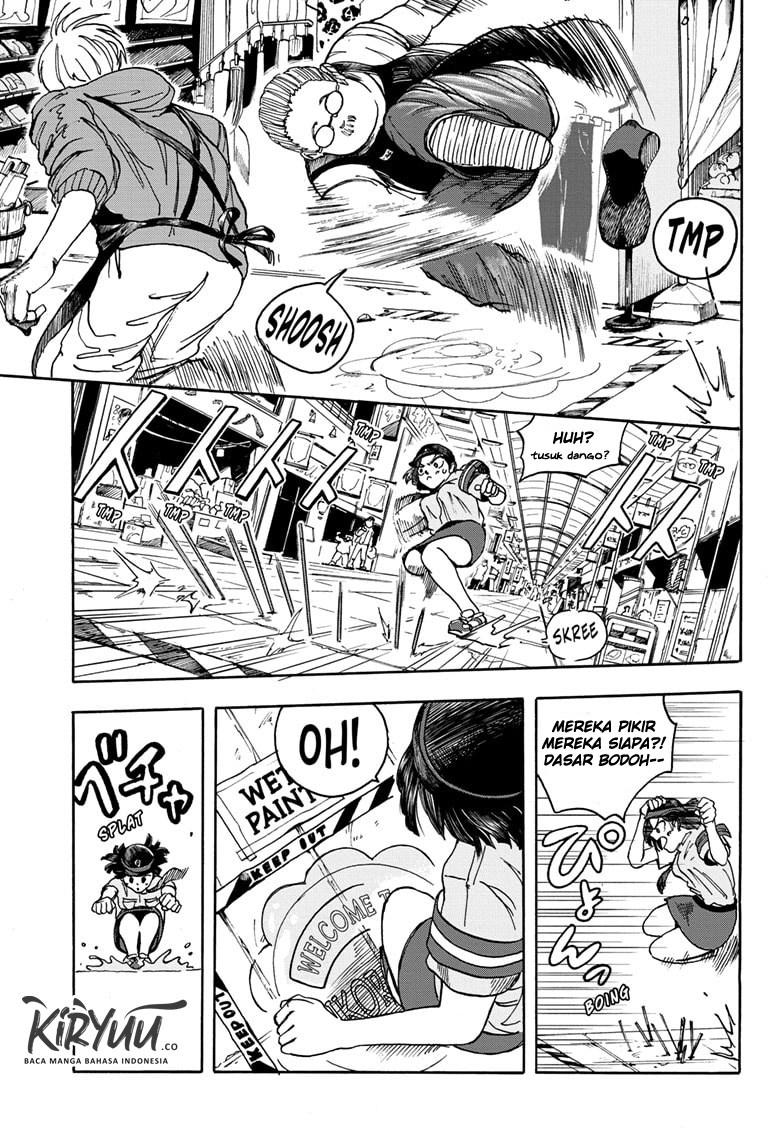 TMP
SHOOSH
HUH?
tusuk dango?
TMP
TMP
TMP
TMP
TMP
TMP
SKREE
MEREKA PIKIR
MEREKA SIAPA?!
DASAR BODOH--
ぴょんっ
BOING
OH!
WET
PAINT
KEEP OUT
WELCOME T
KEEP OUT
ベチャ
SPLAT
KIRYUU.CO
BACA MANGA BAHASA INDONESIA